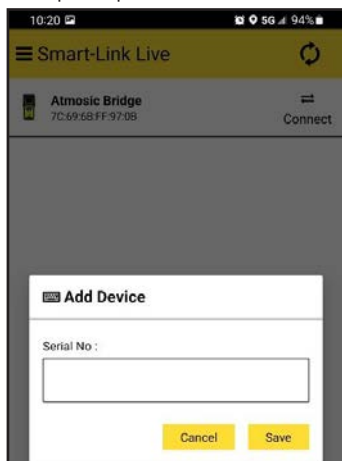 10:20 5G 94%
Smart-Link Live
Atmosic Bridge
7C:69:6B:FF:97:0B
Connect
Add Device
Serial No :
Cancel Save